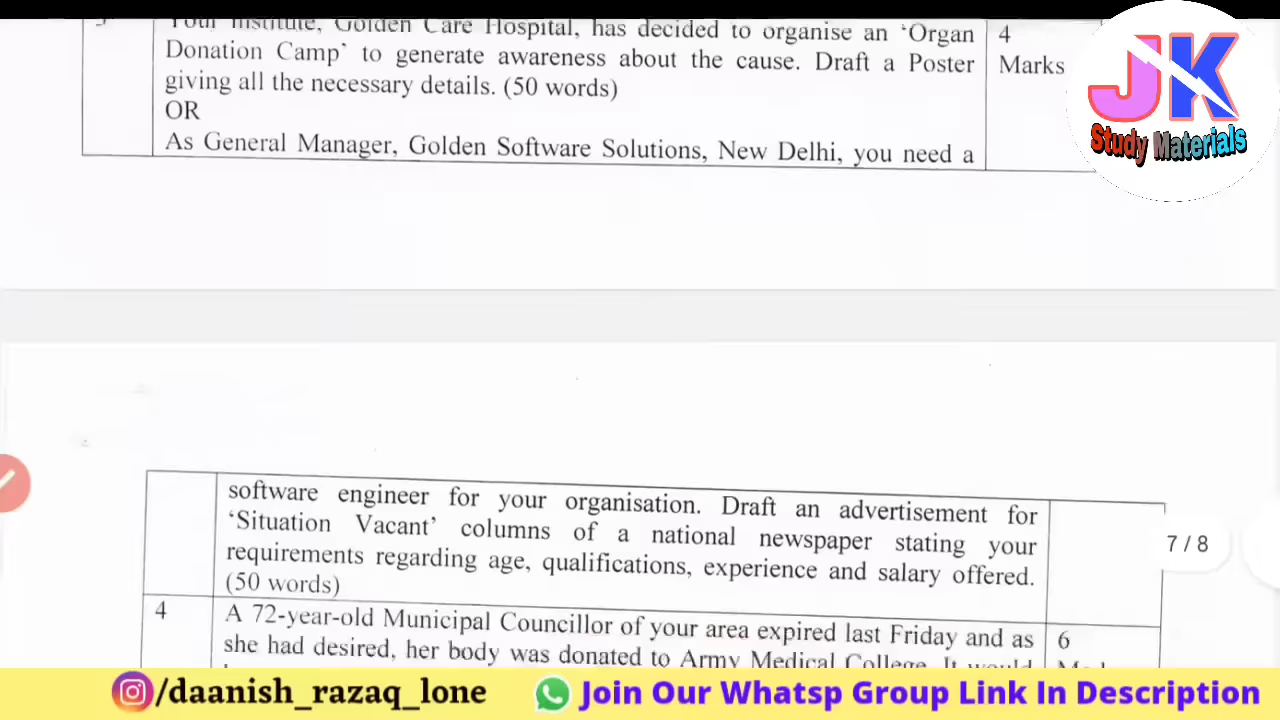 Your Institute, Golden Care Hospital, has decided to organise an ‘Organ
Donation Camp’ to generate awareness about the cause. Draft a Poster
giving all the necessary details. (50 words)
OR
As General Manager, Golden Software Solutions, New Delhi, you need a
4
Marks
JK
Study Materials
software engineer for your organisation. Draft an advertisement for
‘Situation Vacant’ columns of a national newspaper stating your
requirements regarding age, qualifications, experience and salary offered.
(50 words)
7 / 8
4
A 72-year-old Municipal Councillor of your area expired last Friday and as
she had desired, her body was donated to Army Medical College. It would
6
/daanish_razaq_lone
Join Our Whatsp Group Link In Description